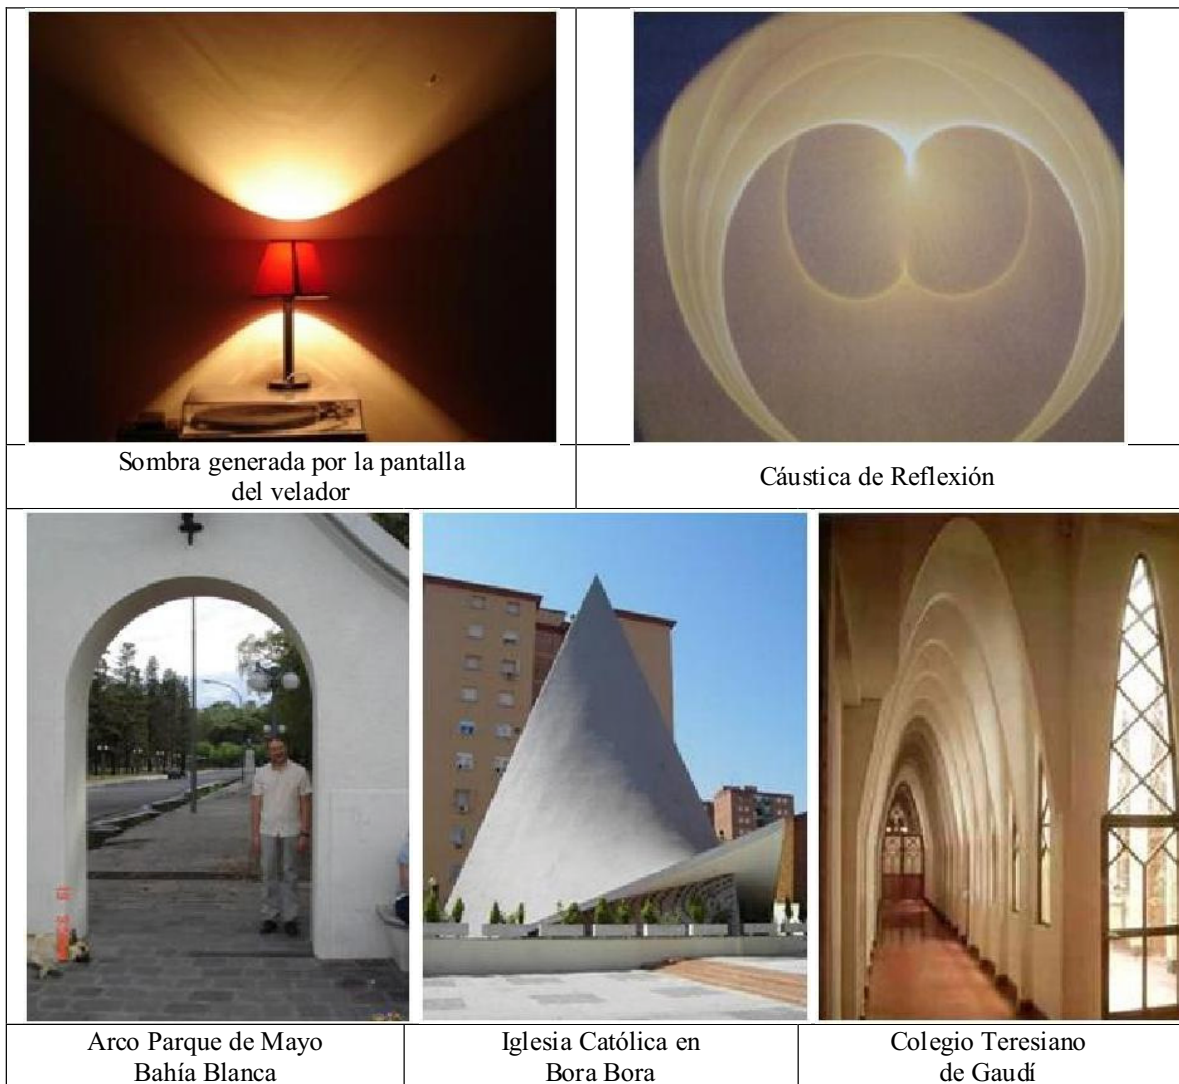 Sombra generada por la pantalla
del velador
Cáustica de Reflexión
Arco Parque de Mayo
Bahía Blanca
Iglesia Católica en
Bora Bora
Colegio Teresiano
de Gaudí